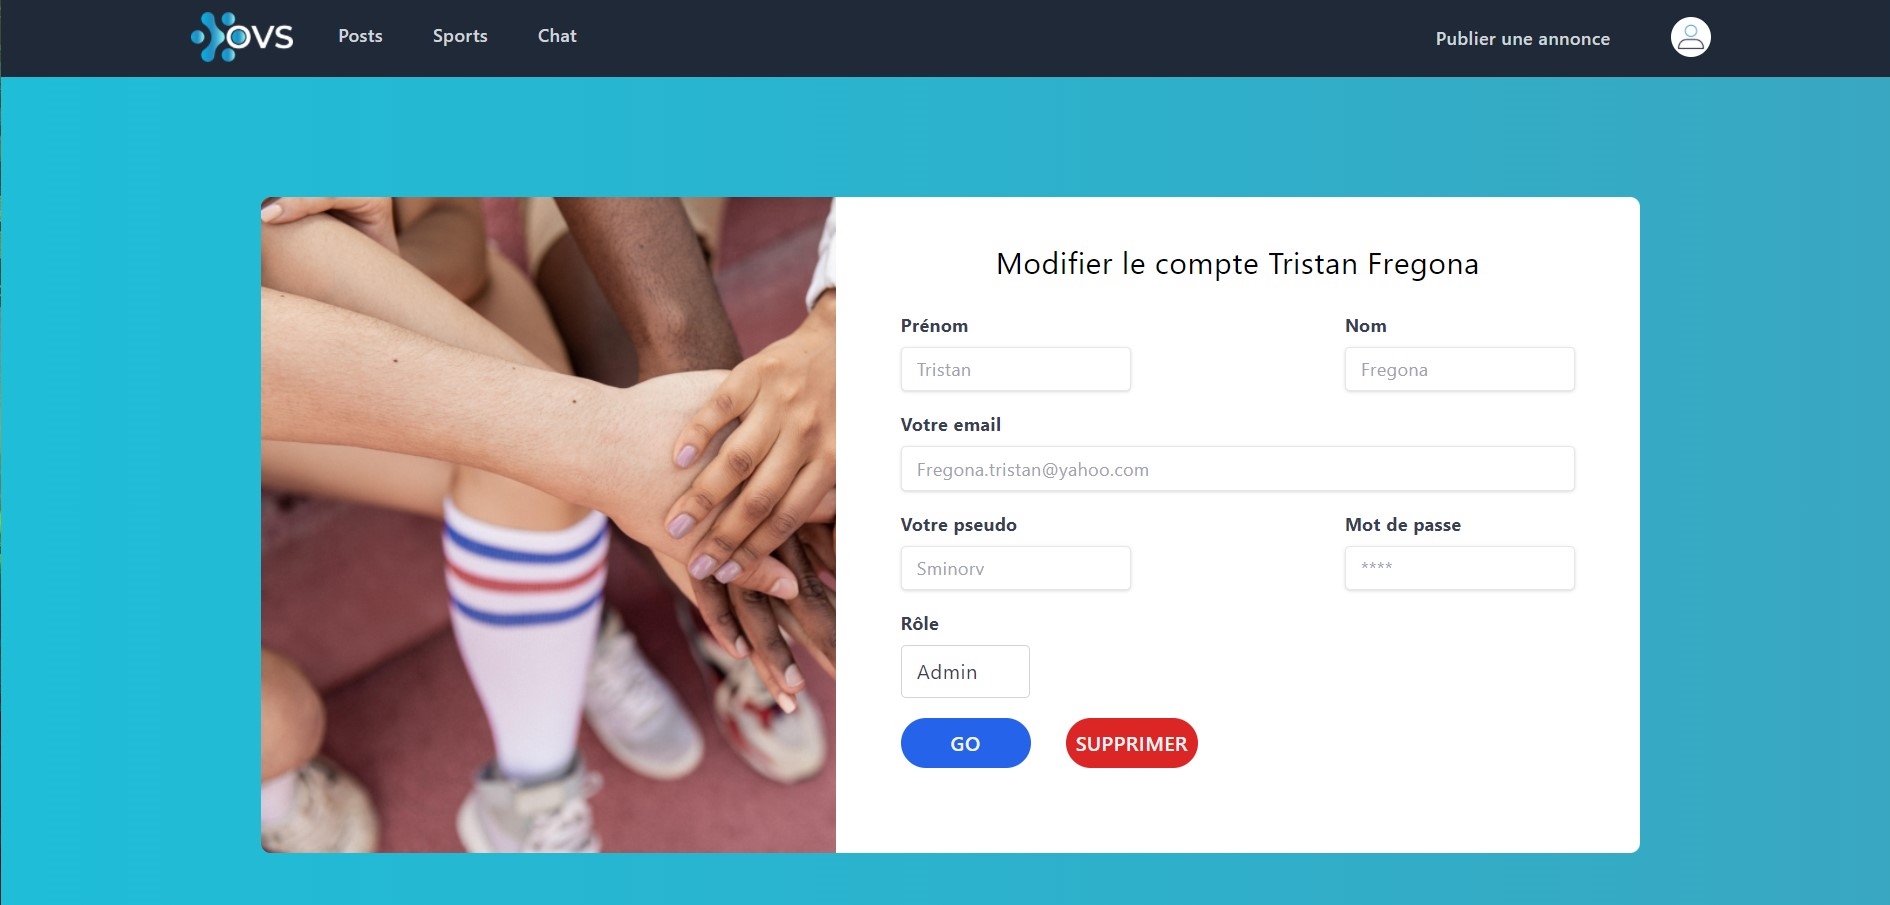 OVS
Posts
Sports
Chat
Publier une annonce
Modifier le compte Tristan Fregona
Prénom
Nom
Tristan
Fregona
Votre email
Fregona.tristan@yahoo.com
Votre pseudo
Mot de passe
Sminorv
****
Rôle
Admin
GO
SUPPRIMER